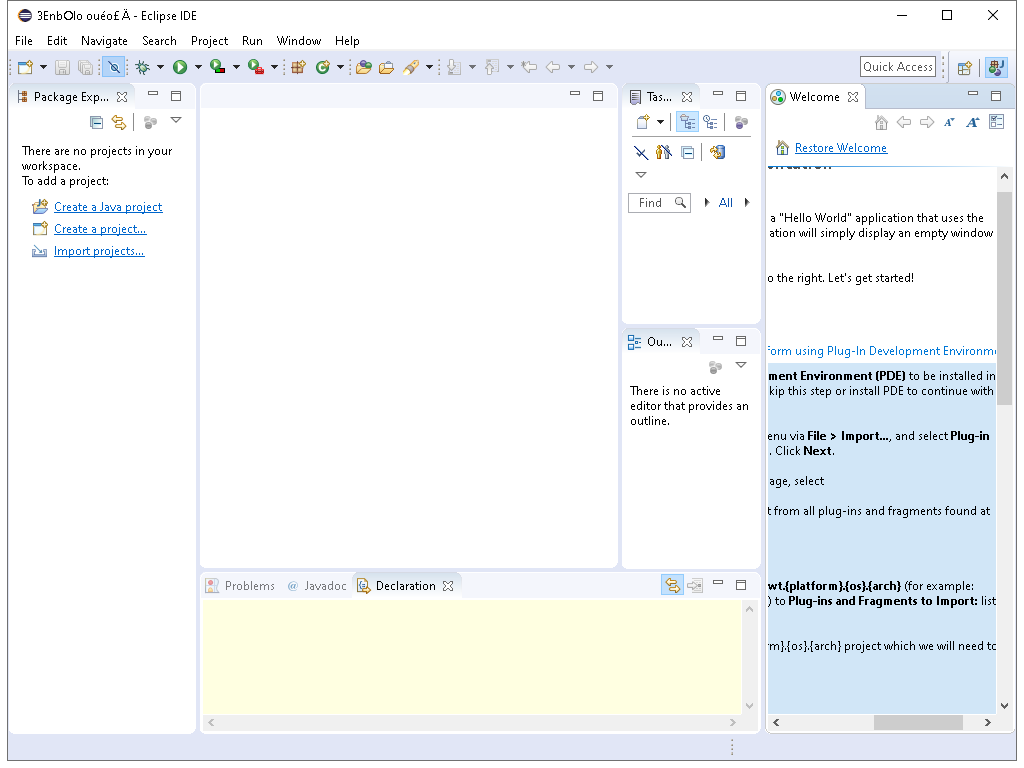 3EnbOlo ouéo£Ä - Eclipse IDE
File Edit Navigate Search Project Run Window Help
Quick Access
Package Exp...
There are no projects in your
workspace.
To add a project:
Create a Java project
Create a project...
Import projects...
Tas...
Find
All
Ou...
There is no active
editor that provides an
outline.
Problems @ Javadoc Declaration
Welcome
Restore Welcome
a "Hello World" application that uses the
ation will simply display an empty window
o the right. Let's get started!
form using Plug-In Development Environme
ment Environment (PDE) to be installed in
kip this step or install PDE to continue with
enu via File > Import..., and select Plug-in
. Click Next.
age, select
t from all plug-ins and fragments found at
wt.{platform}.{os}.{arch} (for example:
) to Plug-ins and Fragments to Import: list
rm}.{os}.{arch} project which we will need to